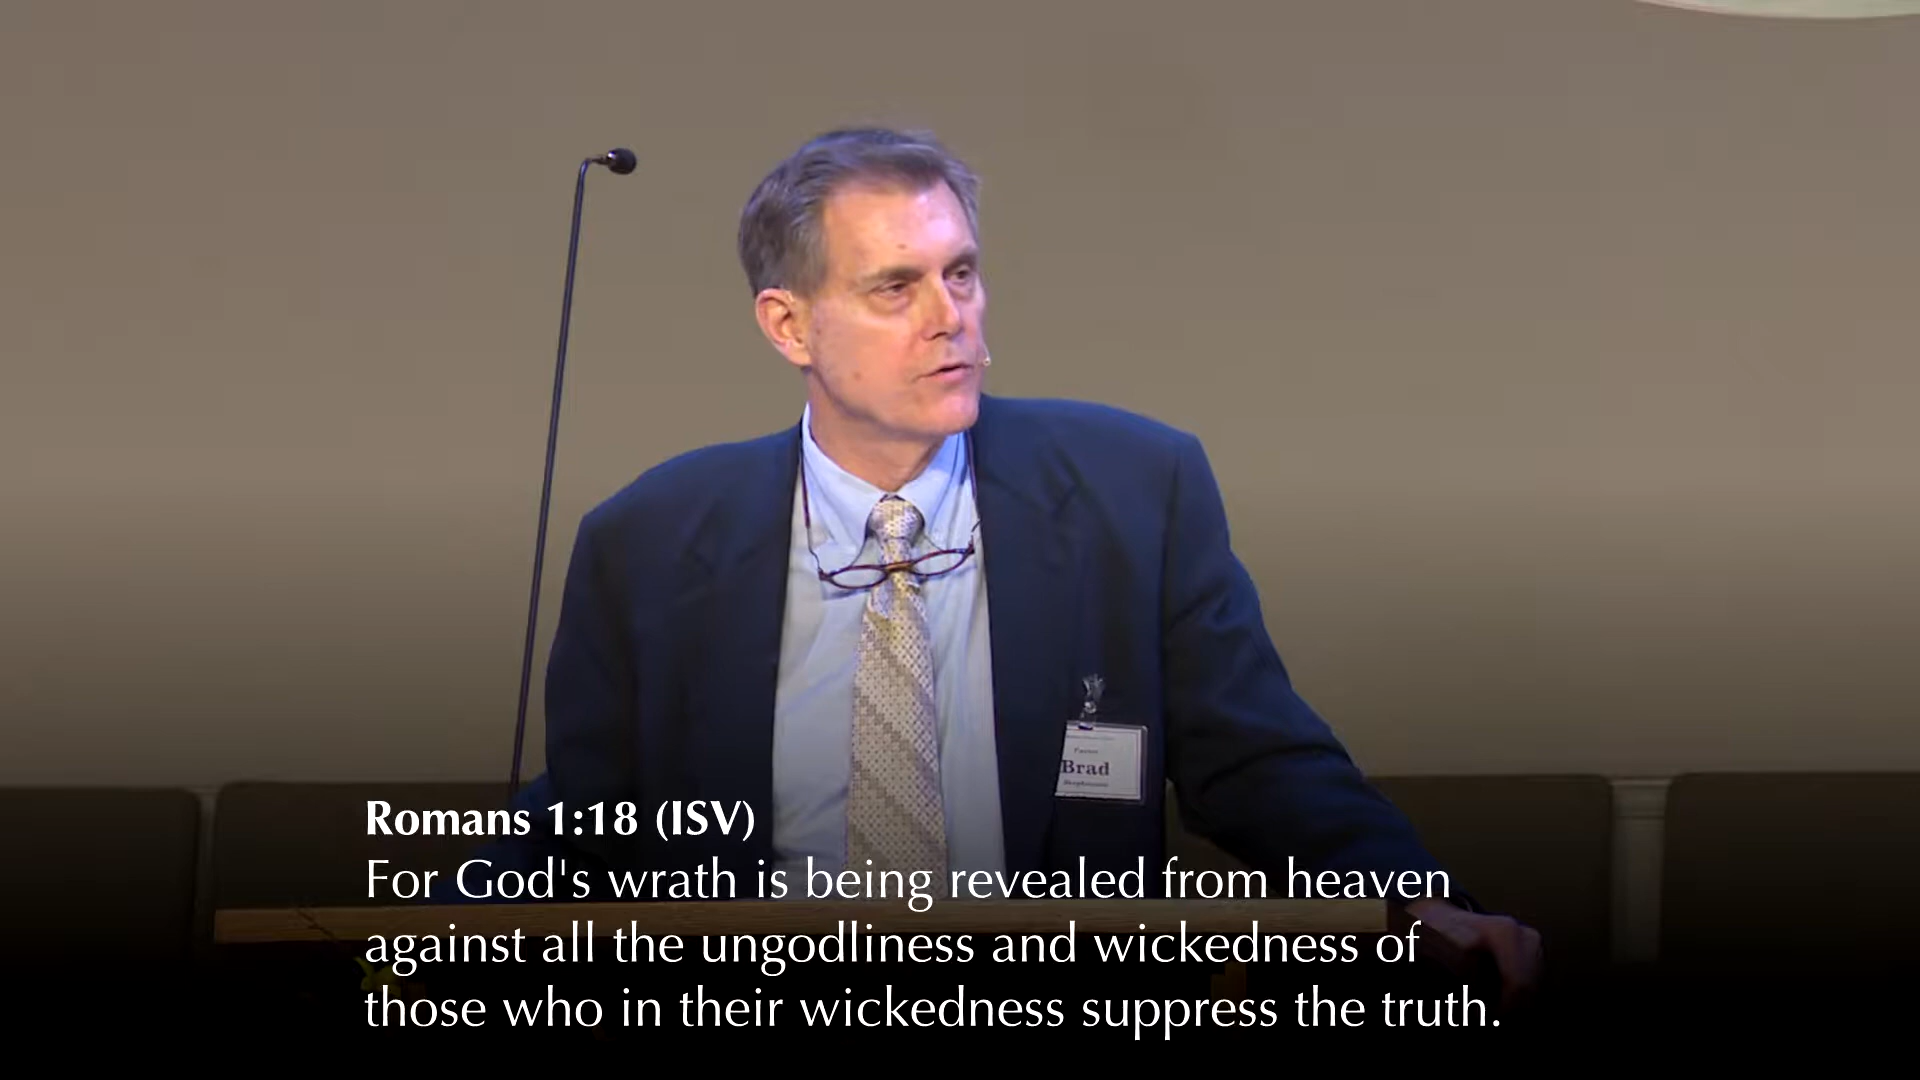 Brad
Romans 1:18 (ISV)
For God's wrath is being revealed from heaven
against all the ungodliness and wickedness of
those who in their wickedness suppress the truth.